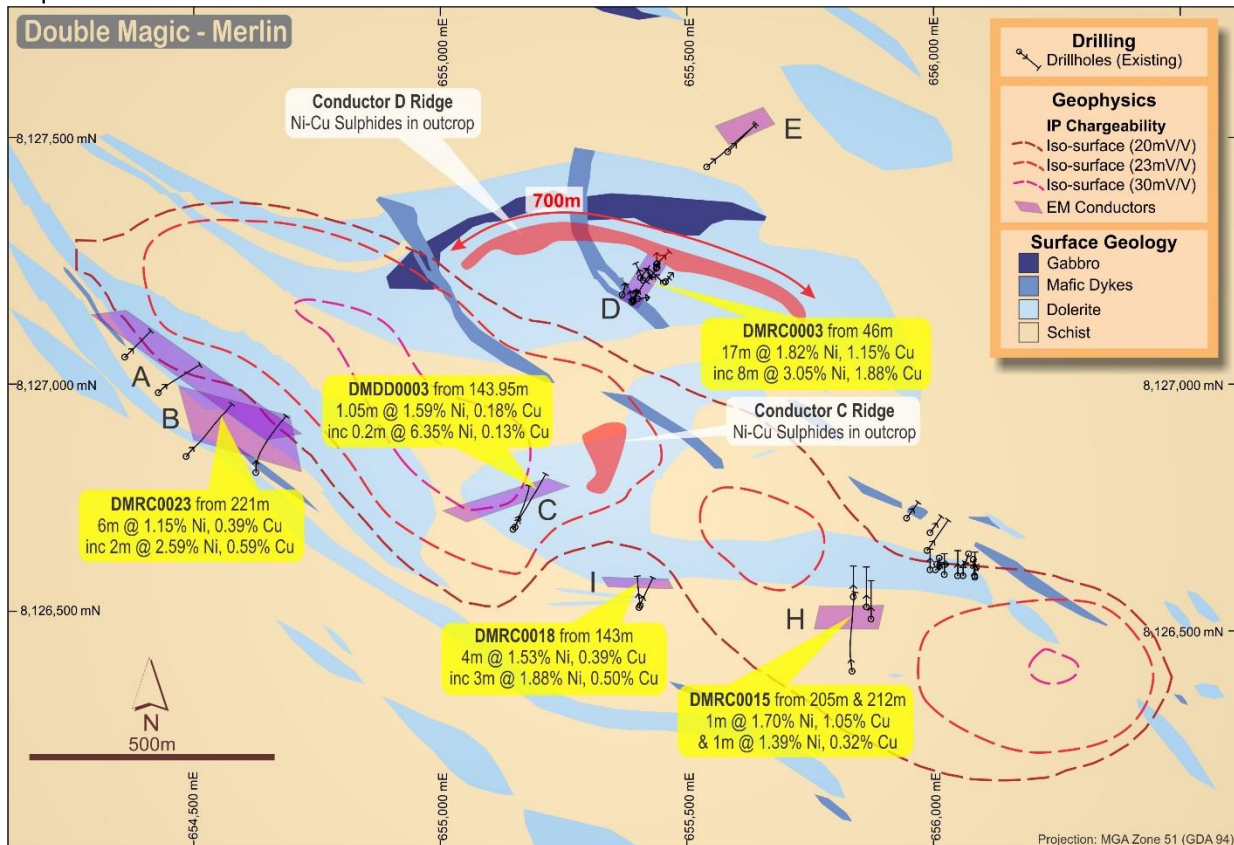 Double Magic - Merlin
655,000 mE
655,500 mE
656,000 mE
Drilling
Drillholes (Existing)
Geophysics
IP Chargeability
Iso-surface (20mV/V)
Iso-surface (23mV/V)
Iso-surface (30mV/V)
EM Conductors
Surface Geology
Gabbro
Mafic Dykes
Dolerite
Schist
Conductor D Ridge
Ni-Cu Sulphides in outcrop
8,127,500 mN
E
700m
D
DMRC0003 from 46m
17m @ 1.82% Ni, 1.15% Cu
inc 8m @ 3.05% Ni, 1.88% Cu
8,127,000 mN
8,127,000 mN
A
B
DMDD0003 from 143.95m
1.05m @ 1.59% Ni, 0.18% Cu
inc 0.2m @ 6.35% Ni, 0.13% Cu
Conductor C Ridge
Ni-Cu Sulphides in outcrop
C
DMRC0023 from 221m
6m @ 1.15% Ni, 0.39% Cu
inc 2m @ 2.59% Ni, 0.59% Cu
I
H
8,126,500 mN
8,126,500 mN
DMRC0018 from 143m
4m @ 1.53% Ni, 0.39% Cu
inc 3m @ 1.88% Ni, 0.50% Cu
DMRC0015 from 205m & 212m
1m @ 1.70% Ni, 1.05% Cu
& 1m @ 1.39% Ni, 0.32% Cu
N
500m
654,500 mE
655,000 mE
655,500 mE
656,000 mE
Projection: MGA Zone 51 (GDA 94)